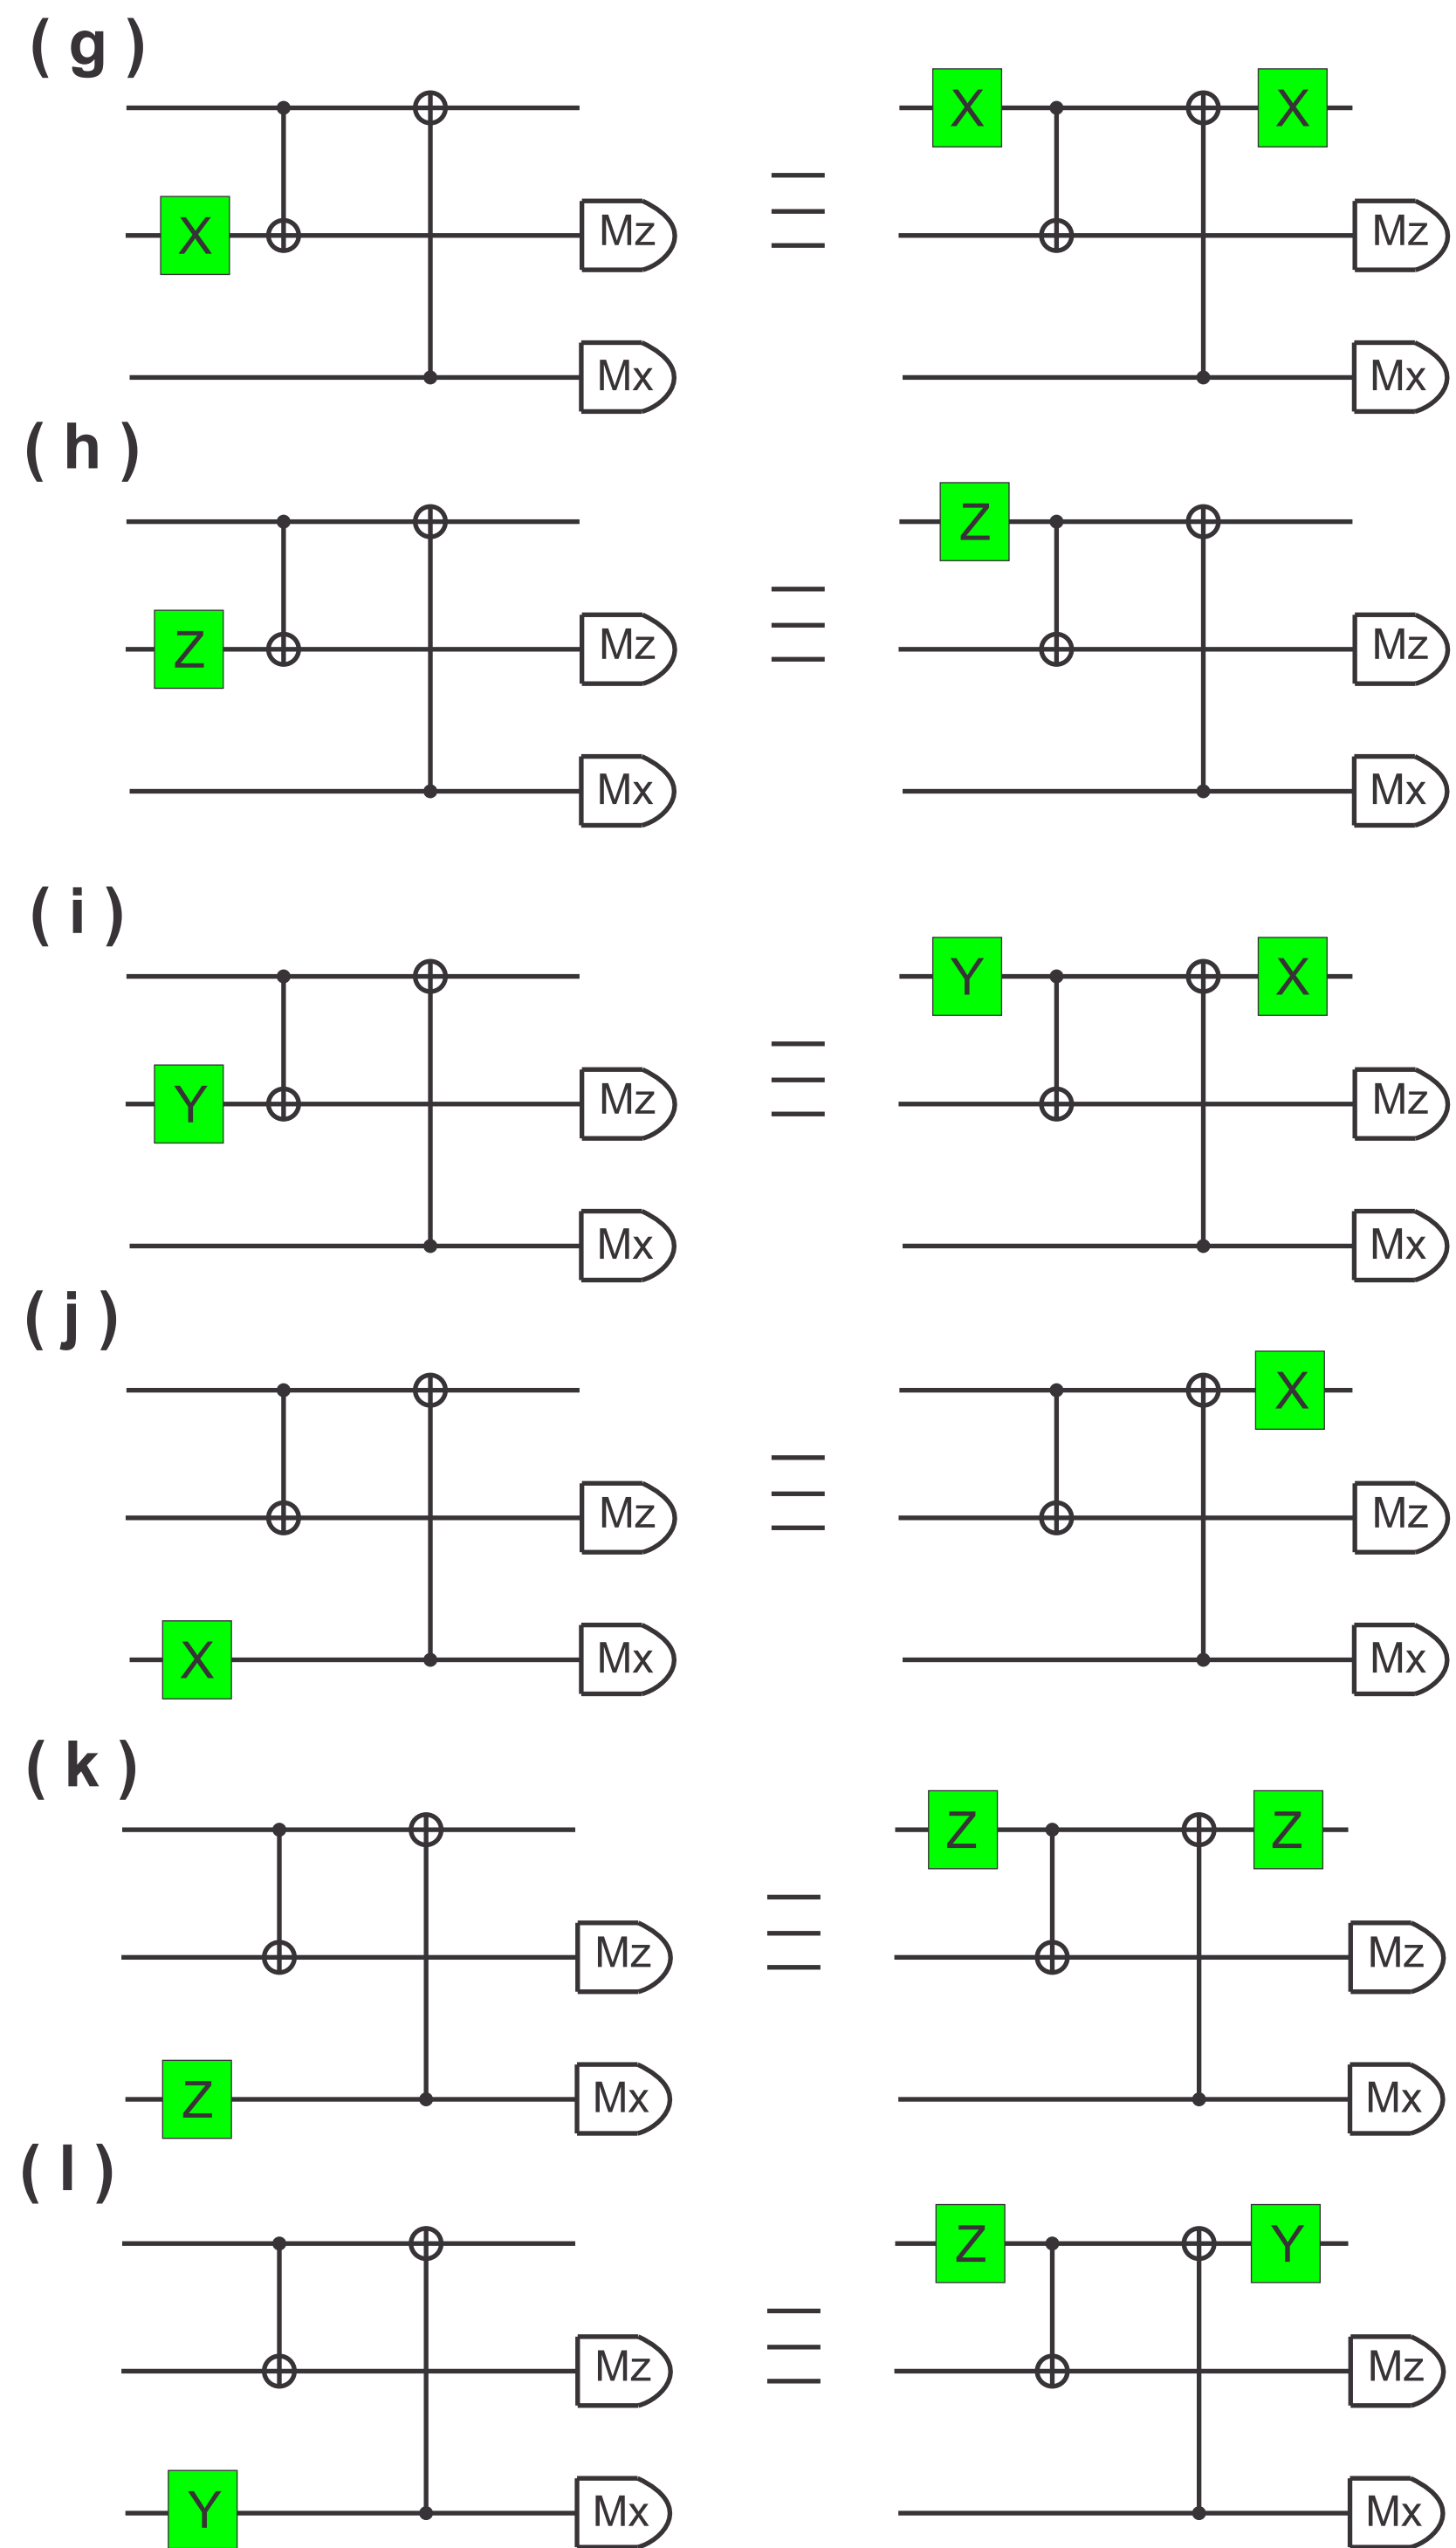 ( g )
X X
X Mz Mz
Mx Mx
( h )
Z
Z Mz Mz
Mx Mx
( i )
Y X
Y Mz Mz
Mx Mx
( j )
X
Mz Mz
X Mx Mx
( k )
Z Z
Mz Mz
Z Mx Mx
( l )
Z Y
Mz Mz
Y Mx Mx